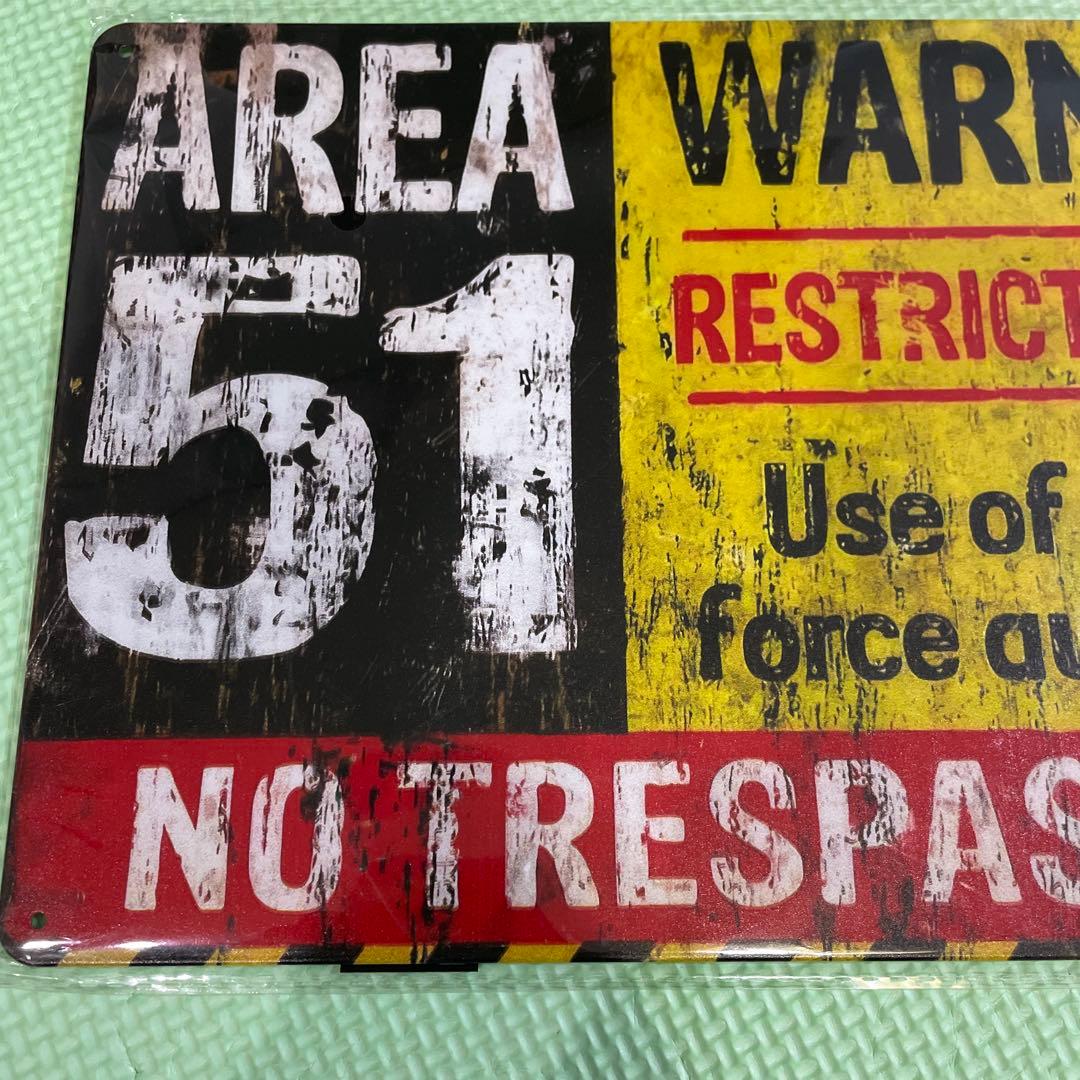 AREA
51
WARN
RESTRICT
Use of
force au
NO TRESPAS